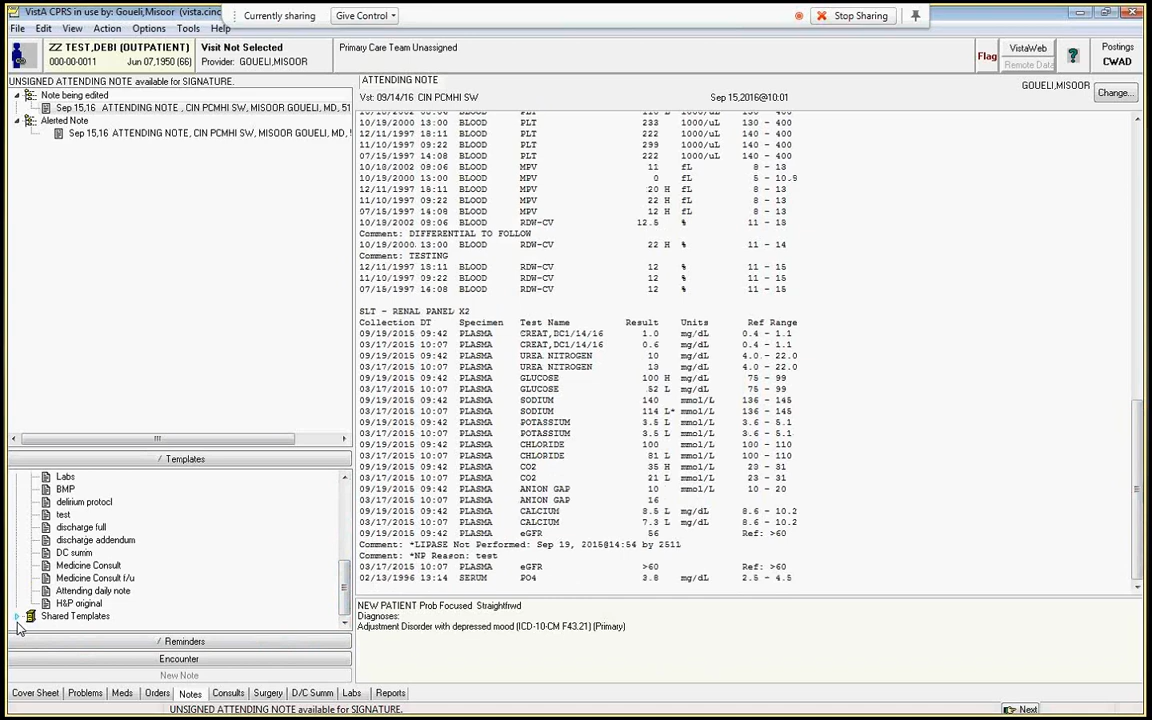 VistA CPRS in use by: Goueli,Misoor (vista.cinc
Currently sharing
Give Control
Stop Sharing
File Edit View Action Options Tools Help
ZZ TEST,DEBI (OUTPATIENT)
000-00-0011 Jun 07,1950 (66)
Visit Not Selected
Provider: GOUELI,MISOOR
Primary Care Team Unassigned
Flag
VistaWeb
Remote Data
?
Postings
CWAD
UNSIGNED ATTENDING NOTE available for SIGNATURE.
Note being edited
Sep 15,16 ATTENDING NOTE , CIN PCMHI SW, MISOOR GOUELI, MD, 51
Alerted Note
Sep 15,16 ATTENDING NOTE, CIN PCMHI SW, MISOOR GOUELI, MD,
ATTENDING NOTE
Vst: 09/14/16 CIN PCMHI SW Sep 15,2016@10:01
GOUELI,MISOOR
Change...
10/19/2000 13:00 BLOOD PLT 233 1000/uL 130 - 400
12/11/1997 18:11 BLOOD PLT 222 1000/uL 140 - 400
11/10/1997 09:22 BLOOD PLT 299 1000/uL 140 - 400
07/15/1997 14:08 BLOOD PLT 222 1000/uL 140 - 400
10/18/2002 09:06 BLOOD MPV 11 fL 8 - 13
10/19/2000 13:00 BLOOD MPV 0 fL 5 - 10.9
12/11/1997 18:11 BLOOD MPV 20 H fL 8 - 13
11/10/1997 09:22 BLOOD MPV 22 H fL 8 - 13
07/15/1997 14:08 BLOOD MPV 12 H fL 8 - 13
10/19/2002 09:06 BLOOD RDW-CV 12.5 % 11 - 18
Comment: DIFFERENTIAL TO FOLLOW
10/19/2000 13:00 BLOOD RDW-CV 22 H % 11 - 14
Comment: TESTING
12/11/1997 18:11 BLOOD RDW-CV 12 % 11 - 15
11/10/1997 09:22 BLOOD RDW-CV 12 % 11 - 15
07/15/1997 14:08 BLOOD RDW-CV 12 % 11 - 15
SLT - RENAL PANEL X2
Collection DT Specimen Test Name Result Units Ref Range
09/19/2015 09:42 PLASMA CREAT,DC1/14/16 1.0 mg/dL 0.4 - 1.1
03/17/2015 10:07 PLASMA CREAT,DC1/14/16 0.6 mg/dL 0.4 - 1.1
09/19/2015 09:42 PLASMA UREA NITROGEN 10 mg/dL 4.0 - 22.0
03/17/2015 10:07 PLASMA UREA NITROGEN 13 mg/dL 4.0 - 22.0
09/19/2015 09:42 PLASMA GLUCOSE 100 H mg/dL 75 - 99
03/17/2015 10:07 PLASMA GLUCOSE 52 L mg/dL 75 - 99
09/19/2015 09:42 PLASMA SODIUM 140 mmol/L 136 - 145
03/17/2015 10:07 PLASMA SODIUM 114 L* mmol/L 136 - 145
09/19/2015 09:42 PLASMA POTASSIUM 3.5 L mmol/L 3.6 - 5.1
03/17/2015 10:07 PLASMA POTASSIUM 3.5 L mmol/L 3.6 - 5.1
09/19/2015 09:42 PLASMA CHLORIDE 100 mmol/L 100 - 110
03/17/2015 10:07 PLASMA CHLORIDE 81 L mmol/L 100 - 110
09/19/2015 09:42 PLASMA CO2 35 H mmol/L 23 - 31
03/17/2015 10:07 PLASMA CO2 21 L mmol/L 23 - 31
09/19/2015 09:42 PLASMA ANION GAP 10 mmol/L 10 - 20
03/17/2015 10:07 PLASMA ANION GAP 16
09/19/2015 09:42 PLASMA CALCIUM 8.5 L mg/dL 8.6 - 10.2
03/17/2015 10:07 PLASMA CALCIUM 7.3 L mg/dL 8.6 - 10.2
09/19/2015 09:42 PLASMA eGFR 56 Ref: >60
Comment: *LIPASE Not Performed: Sep 19, 2015@14:54 by 2511
Comment: *NP Reason: test
03/17/2015 10:07 PLASMA eGFR >60 Ref: >60
02/13/1996 13:14 SERUM PO4 3.8 mg/dL 2.5 - 4.5
Templates
Labs
BMP
delirium protocl
test
discharge full
discharge addendum
DC summ
Medicine Consult
Medicine Consult f/u
Attending daily note
H&P original
Shared Templates
Reminders
Encounter
New Note
NEW PATIENT Prob Focused Straightfrwd
Diagnoses:
Adjustment Disorder with depressed mood (ICD-10-CM F43.21) (Primary)
Cover Sheet Problems Meds Orders Notes Consults Surgery D/C Summ Labs Reports
UNSIGNED ATTENDING NOTE available for SIGNATURE.
Next